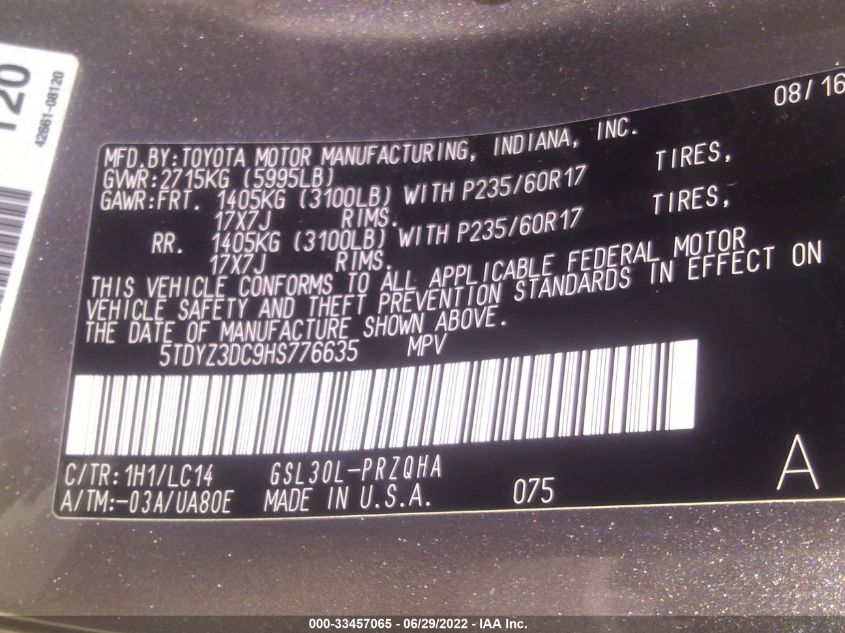 120
42661-08120
08/16
MFD.BY:TOYOTA MOTOR MANUFACTURING, INDIANA, INC.
GVWR:2715KG (5995LB)
GAWR:FRT. 1405KG (3100LB) WITH P235/60R17 TIRES,
17X7J RIMS.
RR. 1405KG (3100LB) WITH P235/60R17 TIRES,
17X7J RIMS.
THIS VEHICLE CONFORMS TO ALL APPLICABLE FEDERAL MOTOR
VEHICLE SAFETY AND THEFT PREVENTION STANDARDS IN EFFECT ON
THE DATE OF MANUFACTURE SHOWN ABOVE.
5TDYZ3DC9HS776635 MPV
C/TR:1H1/LC14 GSL30L-PRZQHA
A/TM:-03A/UA80E MADE IN U.S.A. 075 A
000-33457065 - 06/29/2022 - IAA Inc.